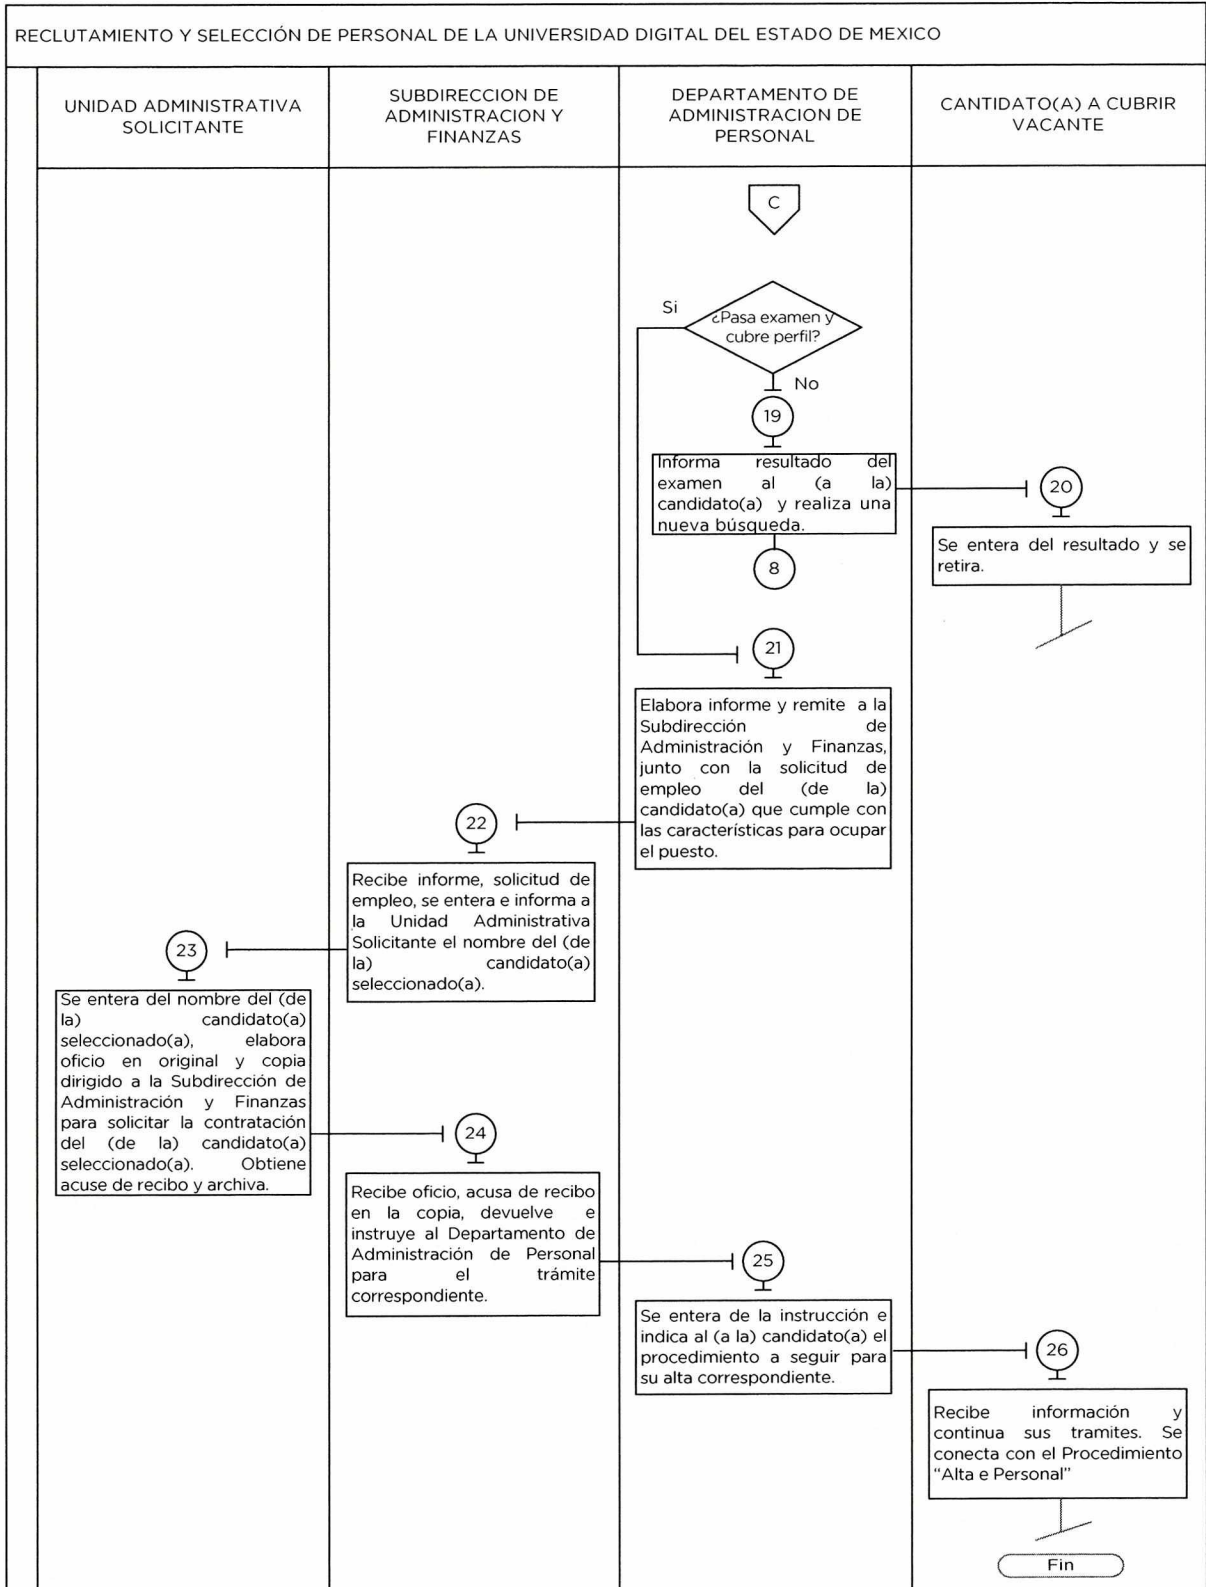 RECLUTAMIENTO Y SELECCIÓN DE PERSONAL DE LA UNIVERSIDAD DIGITAL DEL ESTADO DE MEXICO
UNIDAD ADMINISTRATIVA
SOLICITANTE
SUBDIRECCION DE
ADMINISTRACION Y
FINANZAS
DEPARTAMENTO DE
ADMINISTRACION DE
PERSONAL
CANTIDATO(A) A CUBRIR
VACANTE
C
Si
¿Pasa examen y
cubre perfil?
No
19
Informa resultado del
examen al (a la)
candidato(a) y realiza una
nueva búsqueda.
8
20
Se entera del resultado y se
retira.
21
Elabora informe y remite a la
Subdirección de
Administración y Finanzas,
junto con la solicitud de
empleo del (de la)
candidato(a) que cumple con
las características para ocupar
el puesto.
22
Recibe informe, solicitud de
empleo, se entera e informa a
la Unidad Administrativa
Solicitante el nombre del (de
la) candidato(a)
seleccionado(a).
23
Se entera del nombre del (de
la) candidato(a)
seleccionado(a), elabora
oficio en original y copia
dirigido a la Subdirección de
Administración y Finanzas
para solicitar la contratación
del (de la) candidato(a)
seleccionado(a). Obtiene
acuse de recibo y archiva.
24
Recibe oficio, acusa de recibo
en la copia, devuelve e
instruye al Departamento de
Administración de Personal
para el trámite
correspondiente.
25
Se entera de la instrucción e
indica al (a la) candidato(a) el
procedimiento a seguir para
su alta correspondiente.
26
Recibe información y
continua sus tramites. Se
conecta con el Procedimiento
"Alta e Personal"
Fin